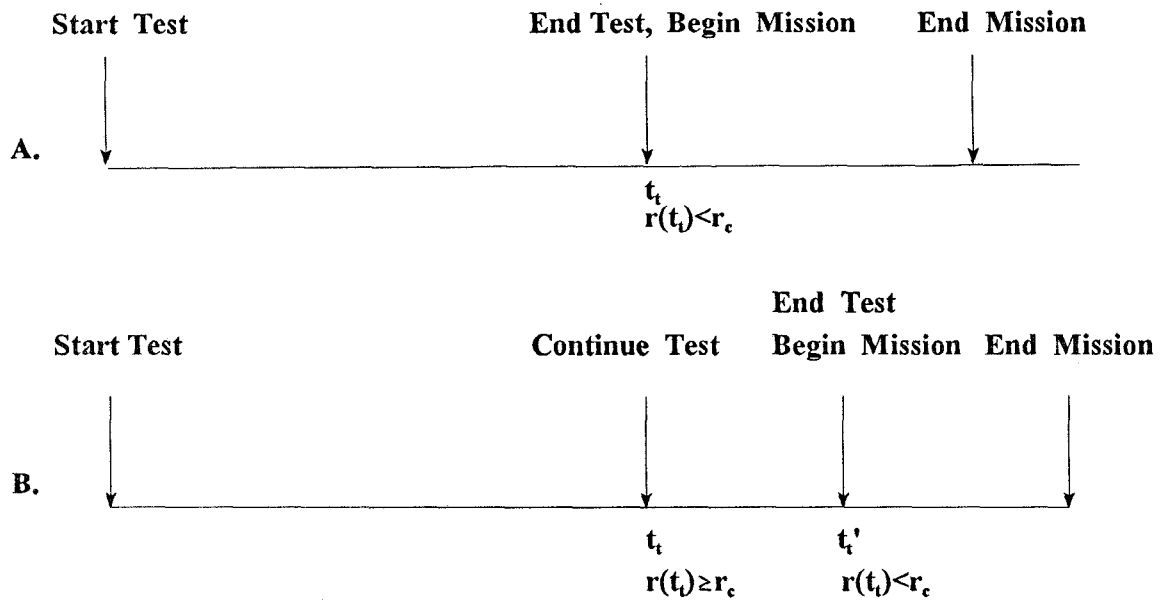 Start Test End Test, Begin Mission End Mission
A.
t_t
r(t_t)<r_c
End Test
Start Test Continue Test Begin Mission End Mission
B.
t_t t_t'
r(t_t)≥r_c r(t_t)<r_c